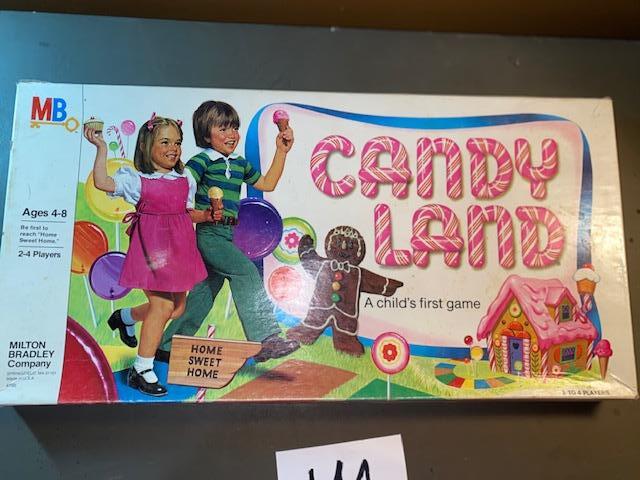 MB
CANDY
LAND
Ages 4-8
Be first to
reach "Home
Sweet Home."
2-4 Players
A child's first game
HOME
SWEET
HOME
MILTON
BRADLEY
Company
2 TO 4 PLAYERS